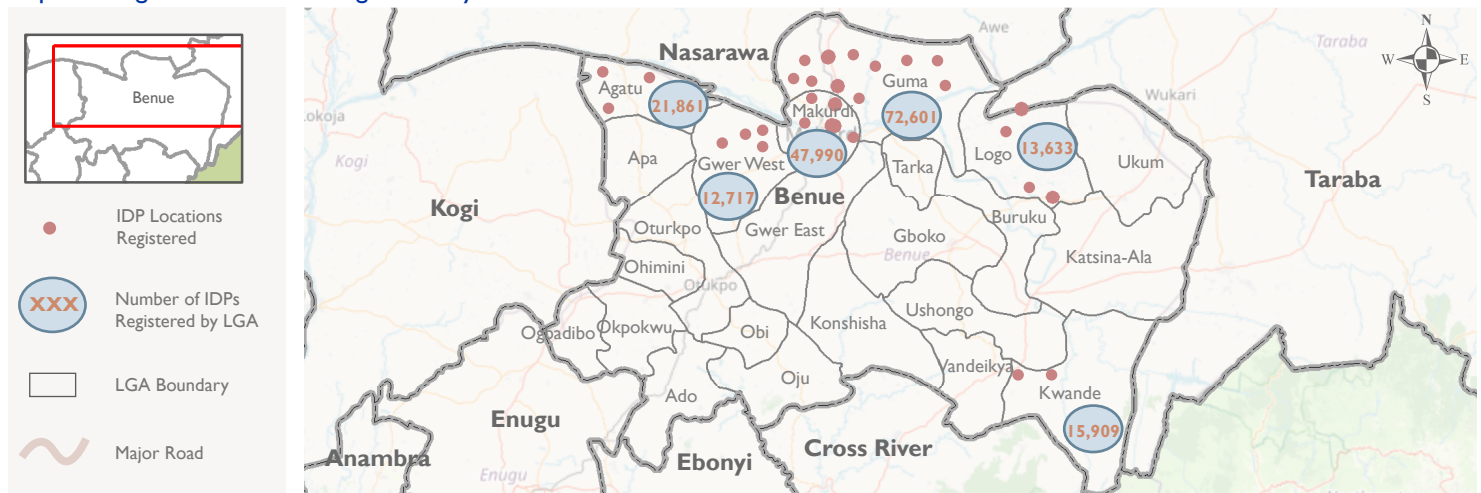 Benue
IDP Locations
Registered
XXX
Number of IDPs
Registered by LGA
LGA Boundary
Major Road
Nasarawa
Awe
Taraba
N
W
E
S
Guma
Agatu
21,861
Makurdi
72,601
Wukari
Lokoja
Kogi
Apa
Gwer West
47,990
Tarka
Logo
13,633
Ukum
Taraba
Kogi
12,717
Benue
Buruku
Oturkpo
Gwer East
Gboko
Benue
Katsina-Ala
Ohimini
Otukpo
Ushongo
Ogbadibo
Okpokwu
Obi
Konshisha
Vandeikya
Oju
Kwande
Ado
Enugu
15,909
Cross River
Anambra
Ebonyi
Enugu